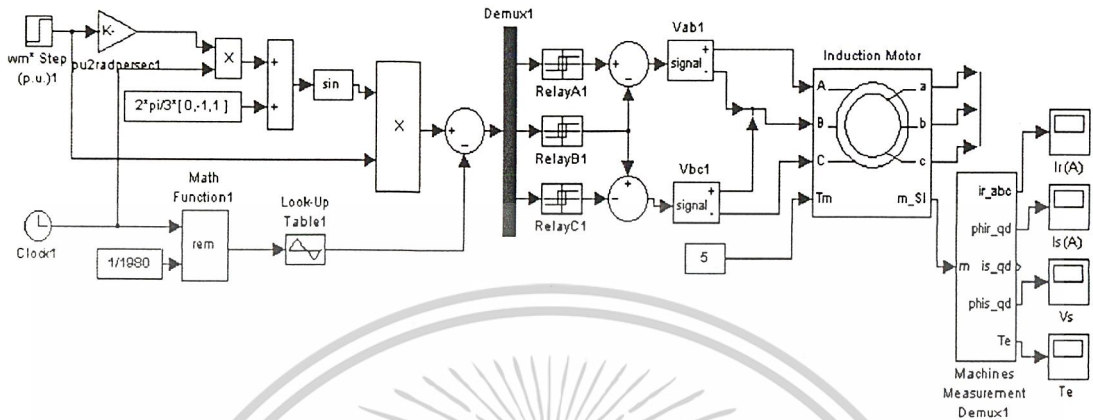 Demux1
Vab1
wm* Step
(p.u.)1
K-
pu2radpersec1
X
+
+
sin
2*pi/3*[0,-1,1]
X
+
−
RelayA1
RelayB1
RelayC1
+
−
signal
+
-
Induction Motor
A
B
C
Tm
a
b
c
m_SI
+
−
Vbc1
signal
+
-
5
Clock1
Math
Function1
1/1980
rem
Look-Up
Table1
m
ir_abc
phir_qd
is_qd
phis_qd
Te
Machines
Measurement
Demux1
Ir(A)
Is(A)
Vs
Te